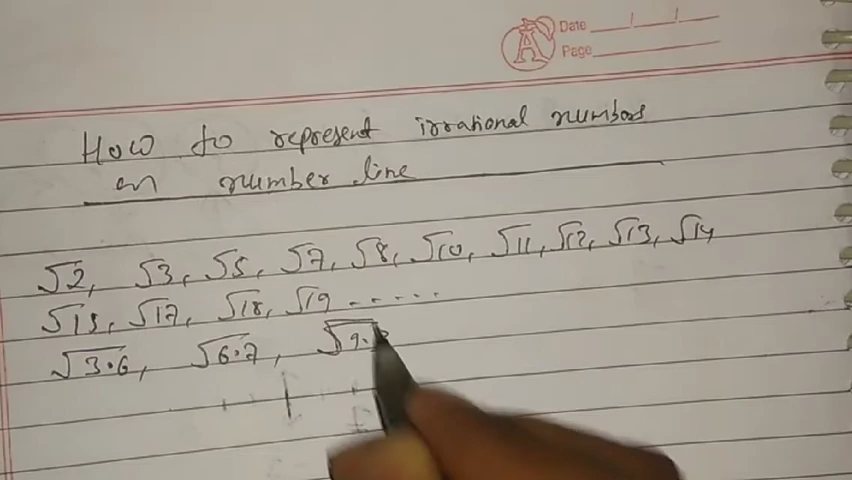 Date
Page
How to represent irrational numbers
on number line
√2, √3, √5, √7, √8, √10, √11, √12, √13, √14
√15, √17, √18, √19 ......
√3.6, √6.7, √9.